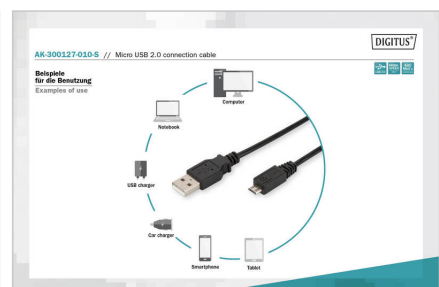 DIGITUS®
AK-300127-010-S // Micro USB 2.0 connection cable
Beispiele
für die Benutzung
Examples of use
Computer
Notebook
USB charger
Car charger
Smartphone
Tablet